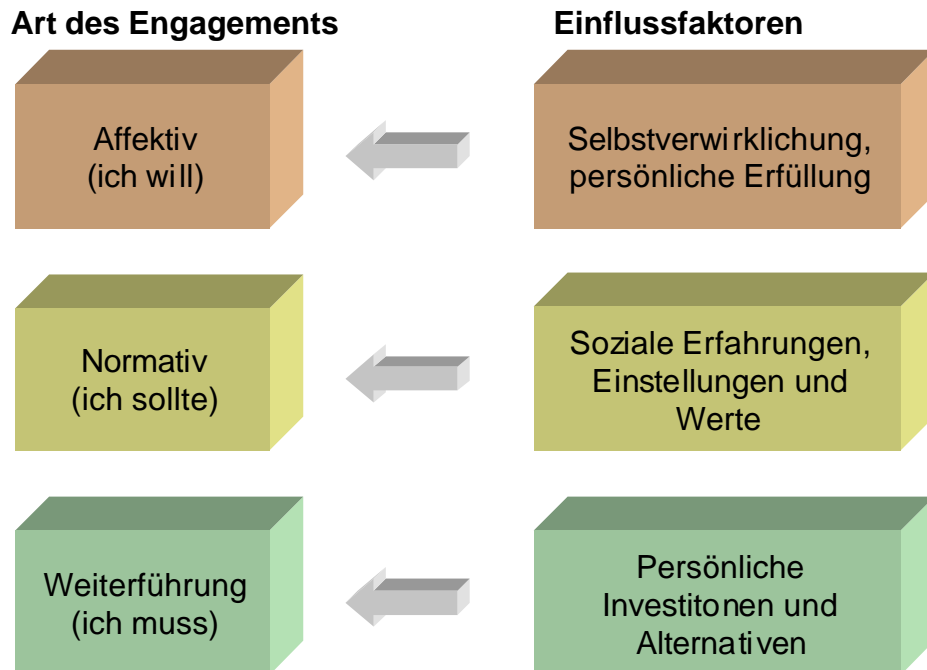 Art des Engagements
Einflussfaktoren
Affektiv
(ich will)
Selbstverwirklichung,
persönliche Erfüllung
Normativ
(ich sollte)
Soziale Erfahrungen,
Einstellungen und
Werte
Weiterführung
(ich muss)
Persönliche
Investitonen und
Alternativen